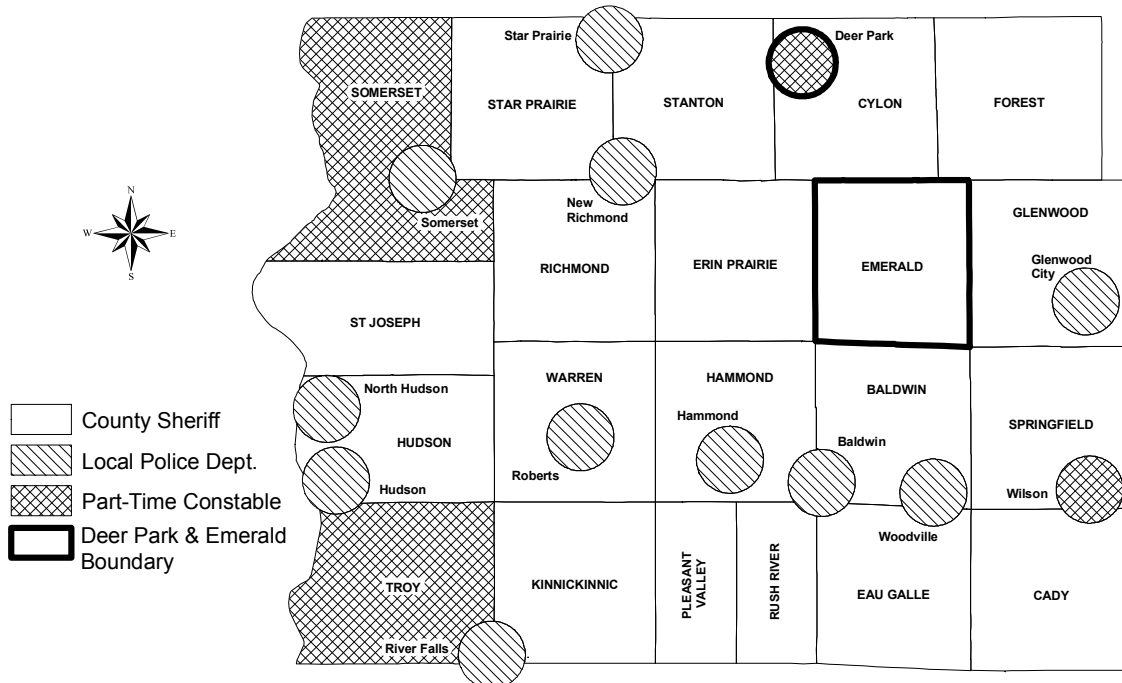 Star Prairie
Deer Park
SOMERSET
STAR PRAIRIE
STANTON
CYLON
FOREST
N
W
E
S
Somerset
New
Richmond
GLENWOOD
RICHMOND
ERIN PRAIRIE
EMERALD
Glenwood
City
ST JOSEPH
North Hudson
WARREN
HAMMOND
BALDWIN
County Sheriff
HUDSON
Hammond
Baldwin
SPRINGFIELD
Local Police Dept.
Roberts
Hudson
Wilson
Part-Time Constable
Woodville
Deer Park & Emerald
Boundary
TROY
KINNICKINNIC
PLEASANT
VALLEY
RUSH RIVER
EAU GALLE
CADY
River Falls